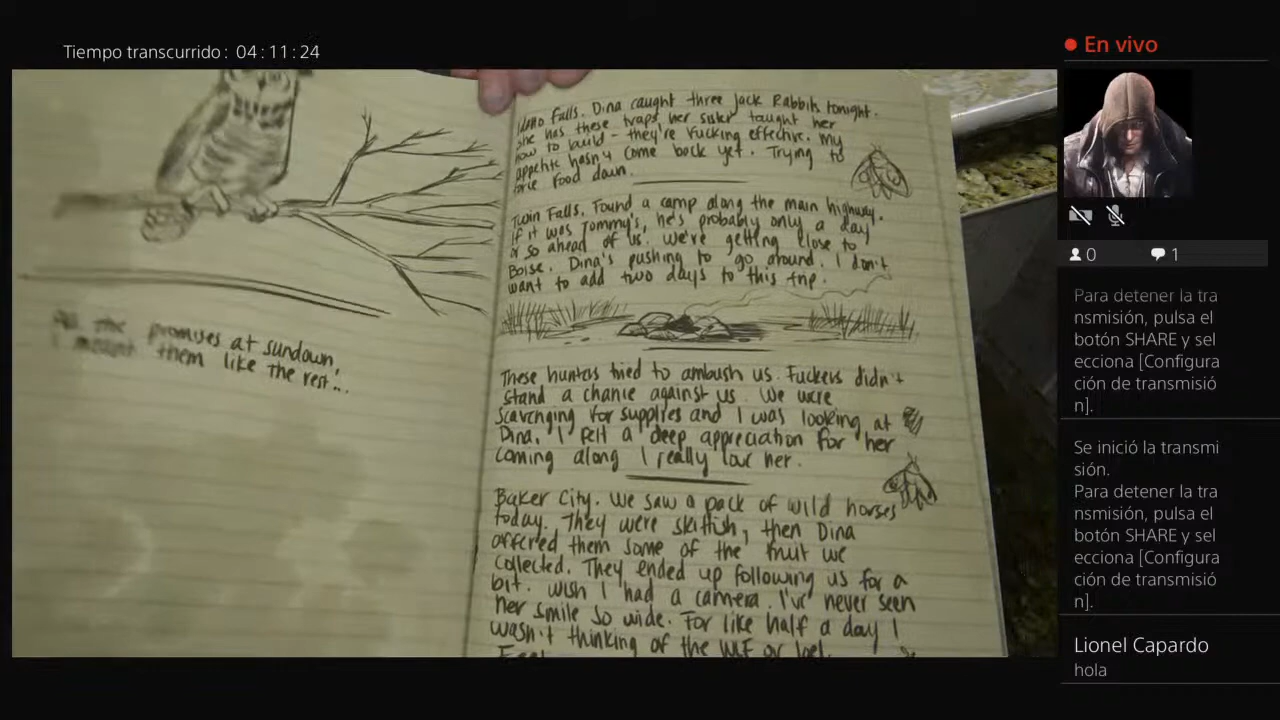 Tiempo transcurrido : 04:11:24
All the promises at sundown,
I meant them like the rest...
Idaho Falls. Dina caught three Jack Rabbits tonight.
She has these traps her sister taught her
how to build - they're fucking effective. My
appetite hasn't come back yet. Trying to
force food down.
Twin Falls. Found a camp along the main highway.
If it was Tommy's, he's probably only a day
or so ahead of us. We're getting close to
Boise. Dina's pushing to go around. I don't
want to add two days to this trip.
These hunters tried to ambush us. Fuckers didn't
stand a chance against us. We were
scavenging for supplies and I was looking at
Dina. I felt a deep appreciation for her
coming along I really love her.
Baker City. We saw a pack of wild horses
today. They were skittish, then Dina
offered them some of the fruit we
collected. They ended up following us for a
bit. Wish I had a camera. I've never seen
her smile so wide. For like half a day I
wasn't thinking of the WLF or Joel.
En vivo
0
1
Para detener la tra
nsmisión, pulsa el
botón SHARE y sel
ecciona [Configura
ción de transmisió
n].
Se inició la transmi
sión.
Para detener la tra
nsmisión, pulsa el
botón SHARE y sel
ecciona [Configura
ción de transmisió
n].
Lionel Capardo
hola